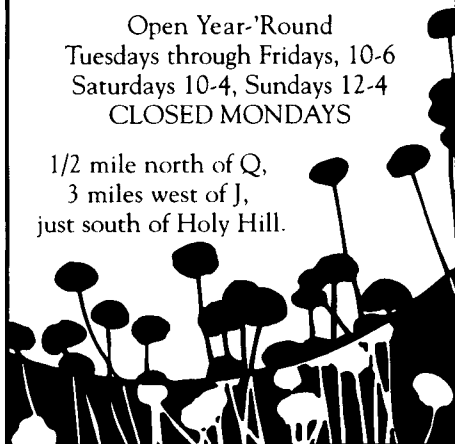 Open Year-'Round
Tuesdays through Fridays, 10-6
Saturdays 10-4, Sundays 12-4
CLOSED MONDAYS
1/2 mile north of Q,
3 miles west of J,
just south of Holy Hill.